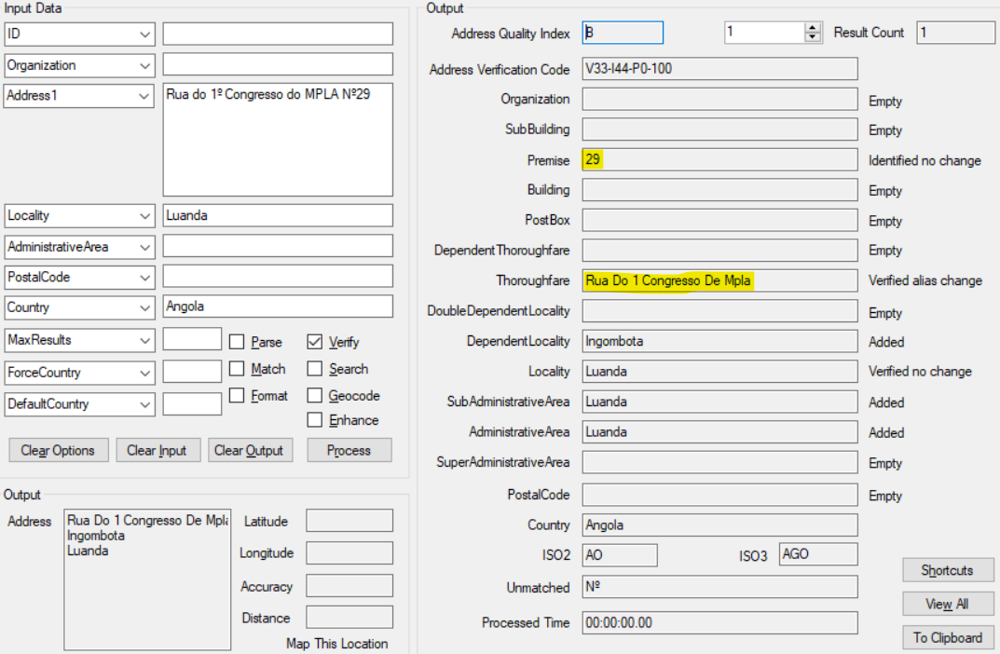 Input Data
ID
Organization
Address1 Rua do 1º Congresso do MPLA Nº29
Locality Luanda
AdministrativeArea
PostalCode
Country Angola
MaxResults Parse Verify
ForceCountry Match Search
DefaultCountry Format Geocode
Enhance
Clear Options Clear Input Clear Output Process
Output
Address Rua Do 1 Congresso De Mpla
Ingombota
Luanda
Latitude
Longitude
Accuracy
Distance
Map This Location
Output
Address Quality Index B 1 Result Count 1
Address Verification Code V33-I44-P0-100
Organization Empty
SubBuilding Empty
Premise 29 Identified no change
Building Empty
PostBox Empty
DependentThoroughfare Empty
Thoroughfare Rua Do 1 Congresso De Mpla Verified alias change
DoubleDependentLocality Empty
DependentLocality Ingombota Added
Locality Luanda Verified no change
SubAdministrativeArea Luanda Added
AdministrativeArea Luanda Added
SuperAdministrativeArea Empty
PostalCode Empty
Country Angola
ISO2 AO ISO3 AGO
Unmatched Nº
Processed Time 00:00:00.00
Shortcuts
View All
To Clipboard